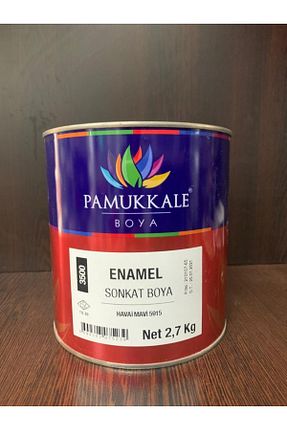 PAMUKKALE
BOYA
3500
ENAMEL
SONKAT BOYA
HAVAİ MAVİ 5015
Net 2,7 Kg